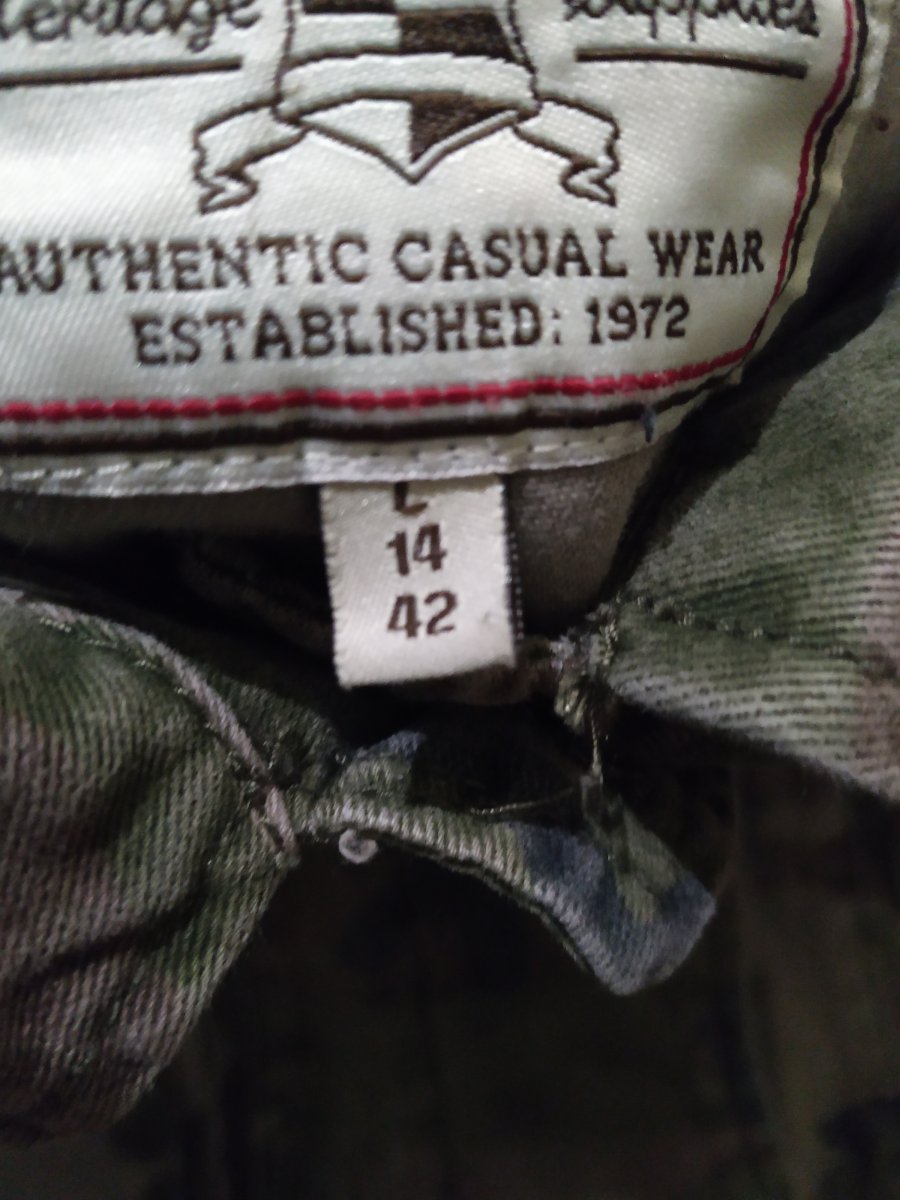 AUTHENTIC CASUAL WEAR
ESTABLISHED: 1972
L
14
42